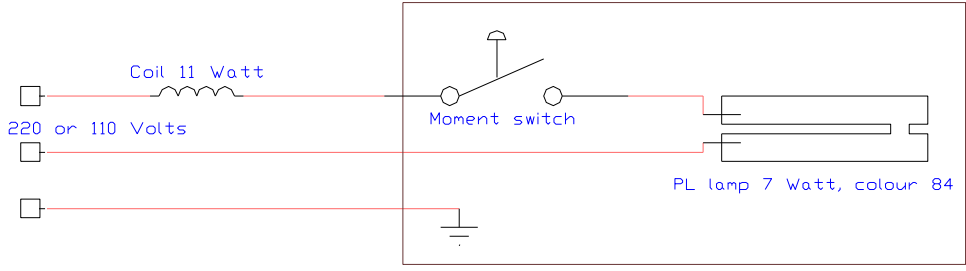 Coil 11 Watt
220 or 110 Volts
Moment switch
PL lamp 7 Watt, colour 84